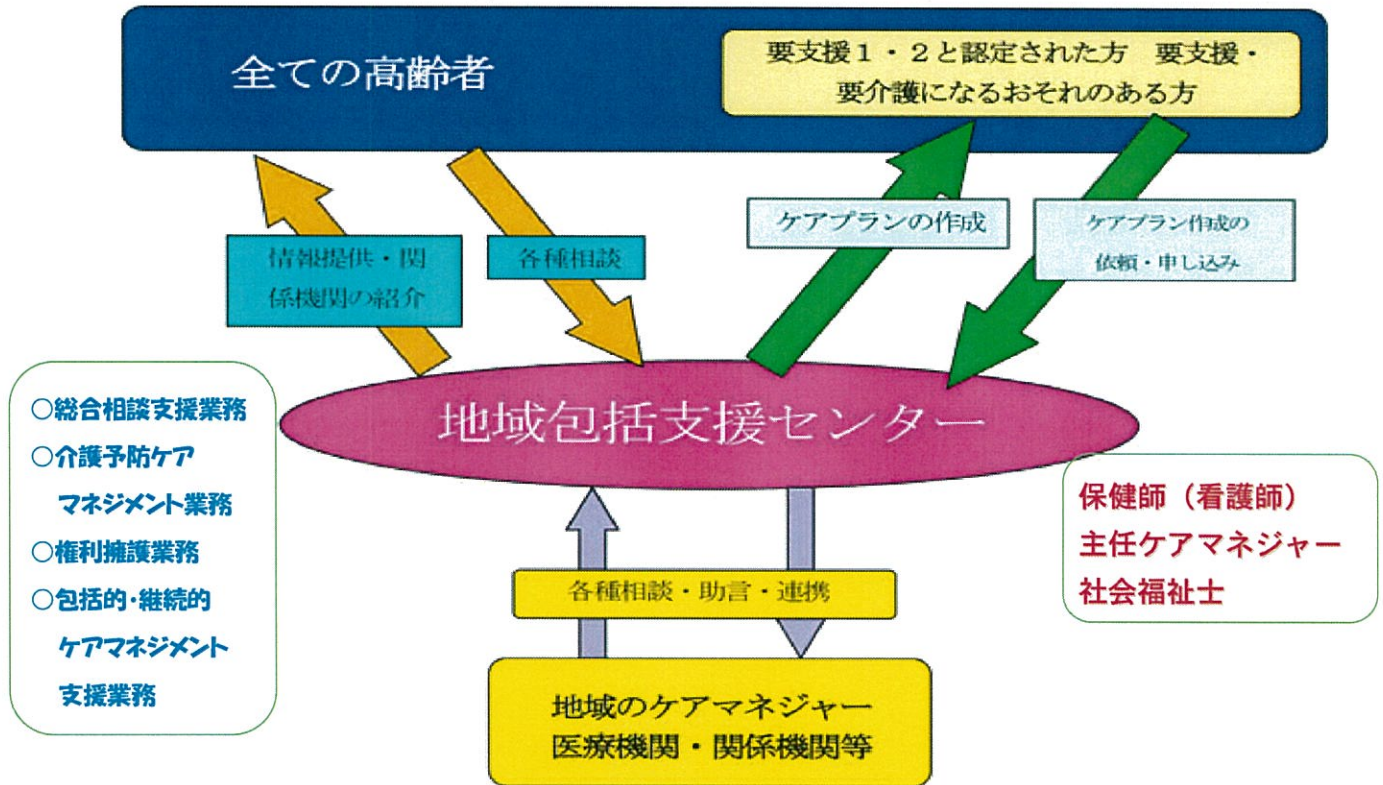 全ての高齢者
要支援１・２と認定された方　要支援・
要介護になるおそれのある方
情報提供・関
係機関の紹介
各種相談
ケアプランの作成
ケアプラン作成の
依頼・申し込み
地域包括支援センター
○総合相談支援業務
○介護予防ケア
マネジメント業務
○権利擁護業務
○包括的・継続的
ケアマネジメント
支援業務
保健師（看護師）
主任ケアマネジャー
社会福祉士
各種相談・助言・連携
地域のケアマネジャー
医療機関・関係機関等